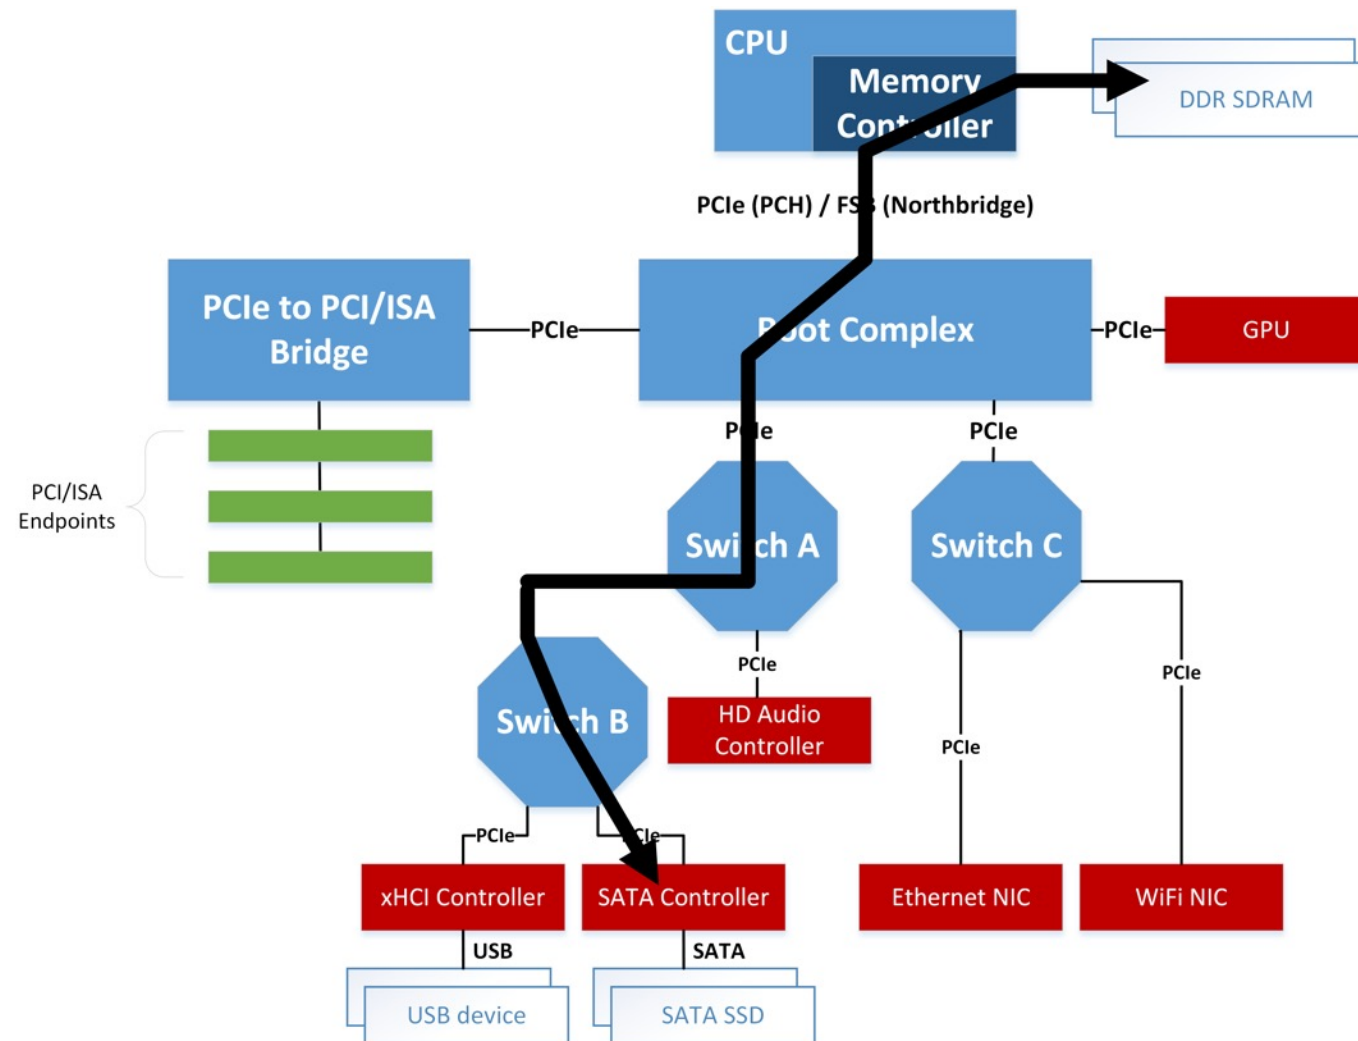 CPU
Memory
Controller
DDR SDRAM
PCIe (PCH) / FSB (Northbridge)
PCIe to PCI/ISA
Bridge
PCIe
Root Complex
PCIe
GPU
PCIe
PCIe
PCI/ISA
Endpoints
Switch A
Switch C
PCIe
PCIe
HD Audio
Controller
Switch B
PCIe
PCIe
PCIe
xHCI Controller
SATA Controller
Ethernet NIC
WiFi NIC
USB
SATA
USB device
SATA SSD